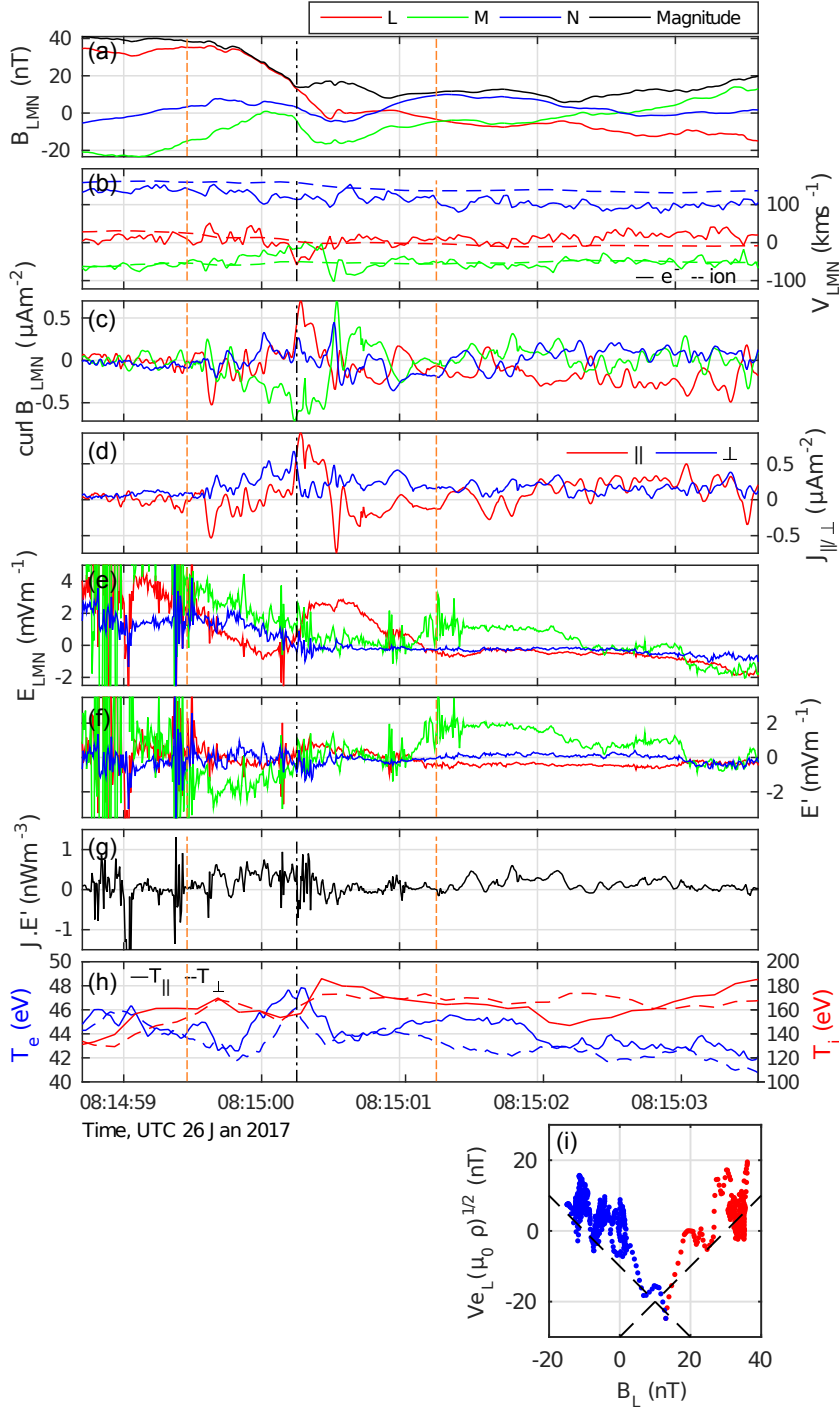 L M N Magnitude
(a)
B_LMN (nT)
40
20
0
-20
(b)
100
0
-100
V_LMN (kms⁻¹)
— e⁻ -- ion
(c)
curl B_LMN (μAm⁻²)
0.5
0
-0.5
(d)
∥ ⊥
0.5
0
-0.5
J_∥/⊥ (μAm⁻²)
(e)
E_LMN (mVm⁻¹)
4
2
0
-2
(f)
2
0
-2
E' (mVm⁻¹)
(g)
J.E' (nWm⁻³)
1
0
-1
(h)
—T_∥ --T_⊥
T_e (eV)
50
48
46
44
42
40
200
180
160
140
120
100
T_i (eV)
08:14:59 08:15:00 08:15:01 08:15:02 08:15:03
Time, UTC 26 Jan 2017
(i)
Ve_L(μ₀ ρ)^1/2 (nT)
20
0
-20
-20 0 20 40
B_L (nT)